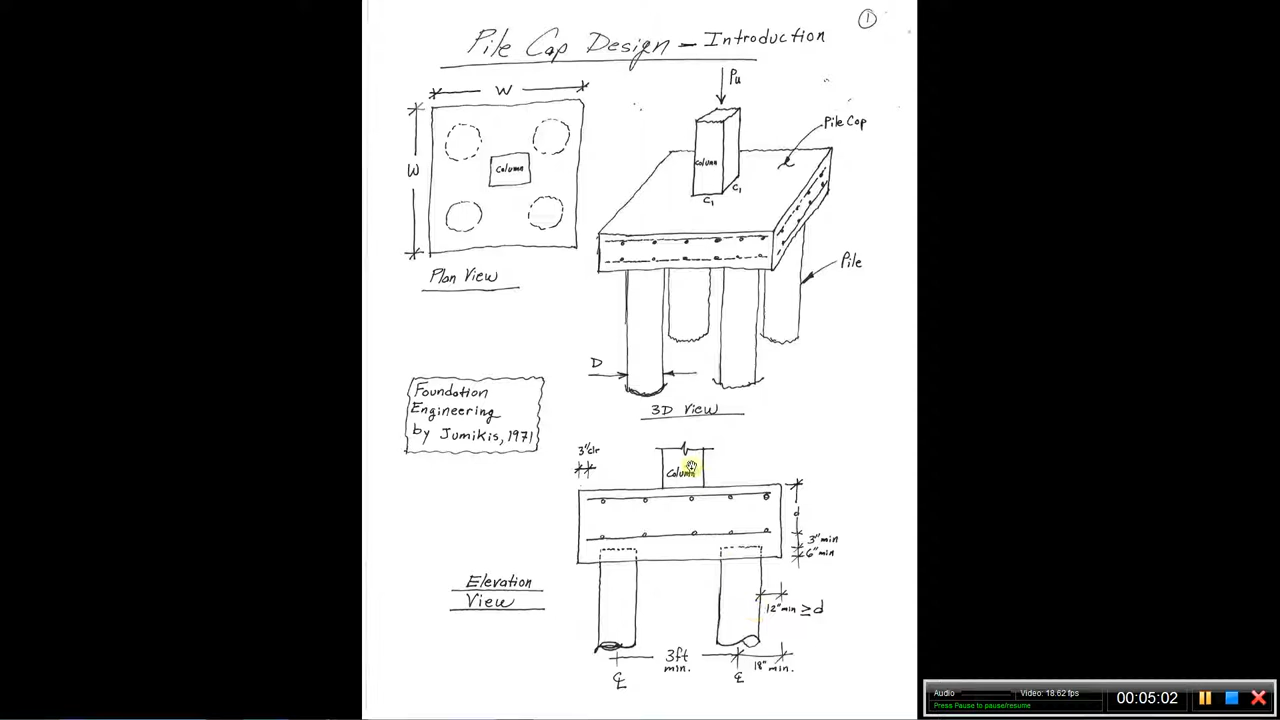 1
Pile Cap Design - Introduction
W
W
Column
Plan View
Pu
Pile Cap
Column
C1
C1
Pile
D
3D View
Foundation
Engineering
by Jumikis, 1971
3"clr
Column
d
3"min
6"min
Elevation
View
12"min ≥d
3ft
min.
18"min.
℄
℄
Audio
Video: 18.62 fps
Press Pause to pause/resume
00:05:02